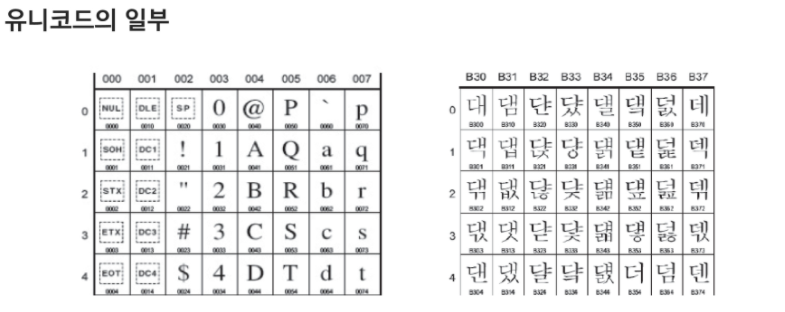 유니코드의 일부
000 001 002 003 004 005 006 007
0 NUL DLE SP 0 @ P ` p
0000 0010 0020 0030 0040 0050 0060 0070
1 SOH DC1 ! 1 A Q a q
0001 0011 0021 0031 0041 0051 0061 0071
2 STX DC2 " 2 B R b r
0002 0012 0022 0032 0042 0052 0062 0072
3 ETX DC3 # 3 C S c s
0003 0013 0023 0033 0043 0053 0063 0073
4 EOT DC4 $ 4 D T d t
0004 0014 0024 0034 0044 0054 0064 0074
B30 B31 B32 B33 B34 B35 B36 B37
0 대 댐 댠 댰 덀 덐 덠 데
B300 B310 B320 B330 B340 B350 B360 B370
1 댁 댑 댡 댱 덁 덑 덡 덱
B301 B311 B321 B331 B341 B351 B361 B371
2 댂 댒 댢 댲 덂 덒 덢 덲
B302 B312 B322 B332 B342 B352 B362 B372
3 댃 댓 댣 댳 덃 덓 덣 덳
B303 B313 B323 B333 B343 B353 B363 B373
4 댄 댔 댤 댴 덄 더 덤 덴
B304 B314 B324 B334 B344 B354 B364 B374